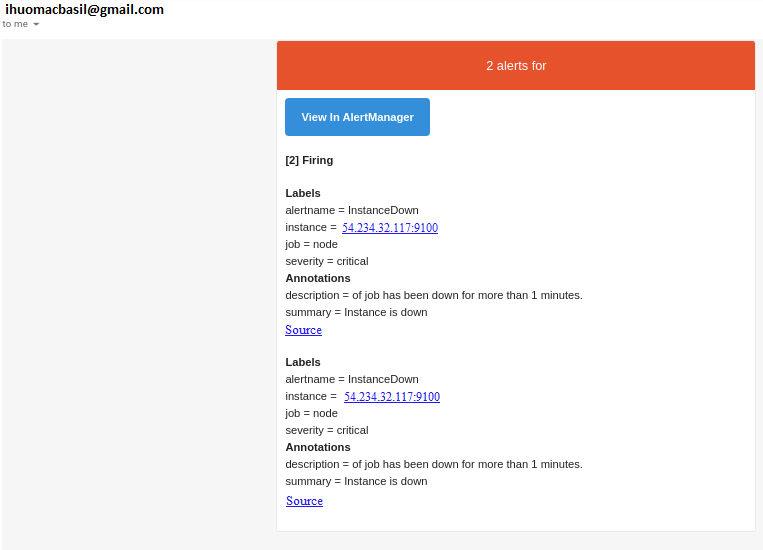 ihuomacbasil@gmail.com
to me
2 alerts for
View In AlertManager
[2] Firing
Labels
alertname = InstanceDown
instance = 54.234.32.117:9100
job = node
severity = critical
Annotations
description = of job has been down for more than 1 minutes.
summary = Instance is down
Source
Labels
alertname = InstanceDown
instance = 54.234.32.117:9100
job = node
severity = critical
Annotations
description = of job has been down for more than 1 minutes.
summary = Instance is down
Source